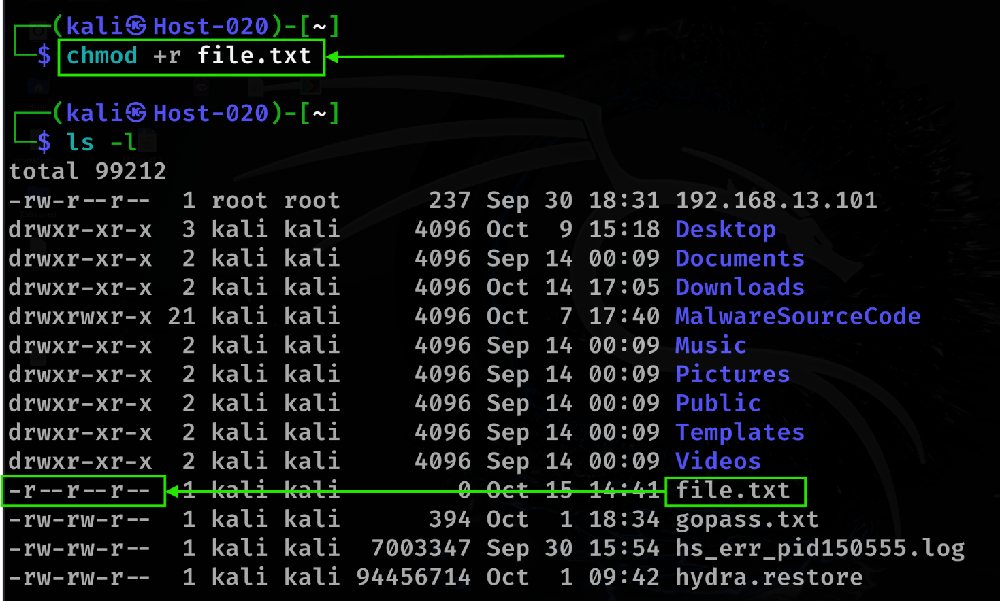 (kali㉿Host-020)-[~]
$ chmod +r file.txt
(kali㉿Host-020)-[~]
$ ls -l
total 99212
-rw-r--r-- 1 root root 237 Sep 30 18:31 192.168.13.101
drwxr-xr-x 3 kali kali 4096 Oct 9 15:18 Desktop
drwxr-xr-x 2 kali kali 4096 Sep 14 00:09 Documents
drwxr-xr-x 2 kali kali 4096 Oct 14 17:05 Downloads
drwxrwxr-x 21 kali kali 4096 Oct 7 17:40 MalwareSourceCode
drwxr-xr-x 2 kali kali 4096 Sep 14 00:09 Music
drwxr-xr-x 2 kali kali 4096 Sep 14 00:09 Pictures
drwxr-xr-x 2 kali kali 4096 Sep 14 00:09 Public
drwxr-xr-x 2 kali kali 4096 Sep 14 00:09 Templates
drwxr-xr-x 2 kali kali 4096 Sep 14 00:09 Videos
-r--r--r-- 1 kali kali 0 Oct 15 14:41 file.txt
-rw-rw-r-- 1 kali kali 394 Oct 1 18:34 gopass.txt
-rw-rw-r-- 1 kali kali 7003347 Sep 30 15:54 hs_err_pid150555.log
-rw-rw-r-- 1 kali kali 94456714 Oct 1 09:42 hydra.restore